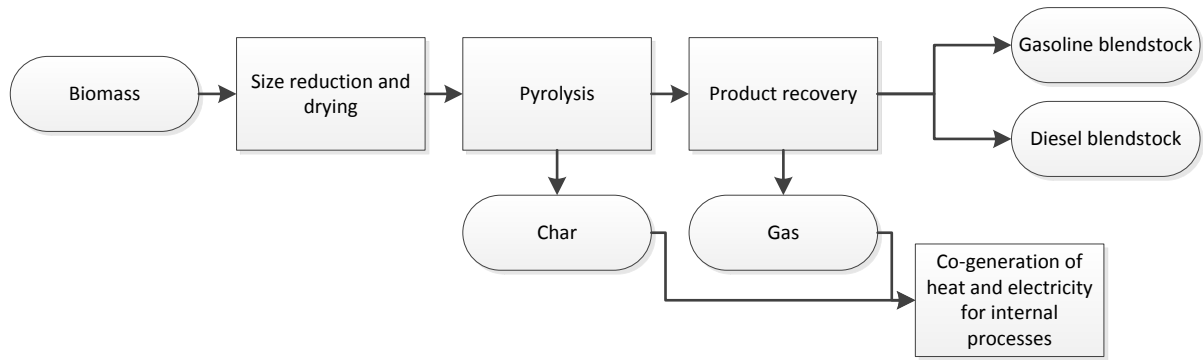 Biomass
Size reduction and
drying
Pyrolysis
Product recovery
Gasoline blendstock
Diesel blendstock
Char
Gas
Co-generation of
heat and electricity
for internal
processes